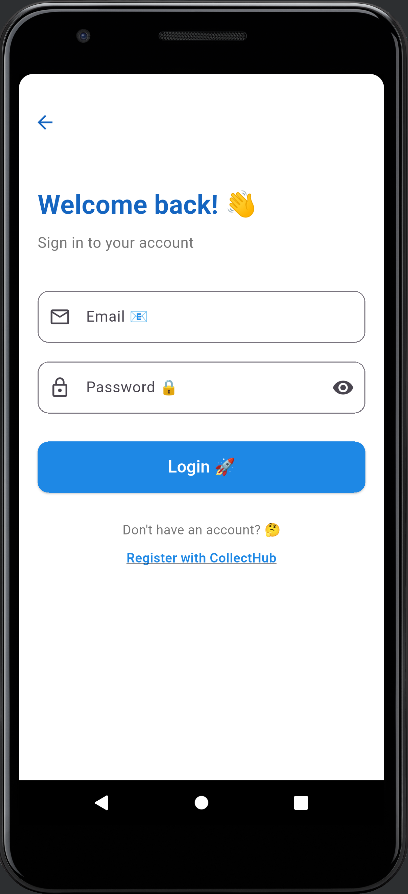 Welcome back! 👋
Sign in to your account
Email 📧
Password 🔒
Login 🚀
Don't have an account? 🤔
Register with CollectHub